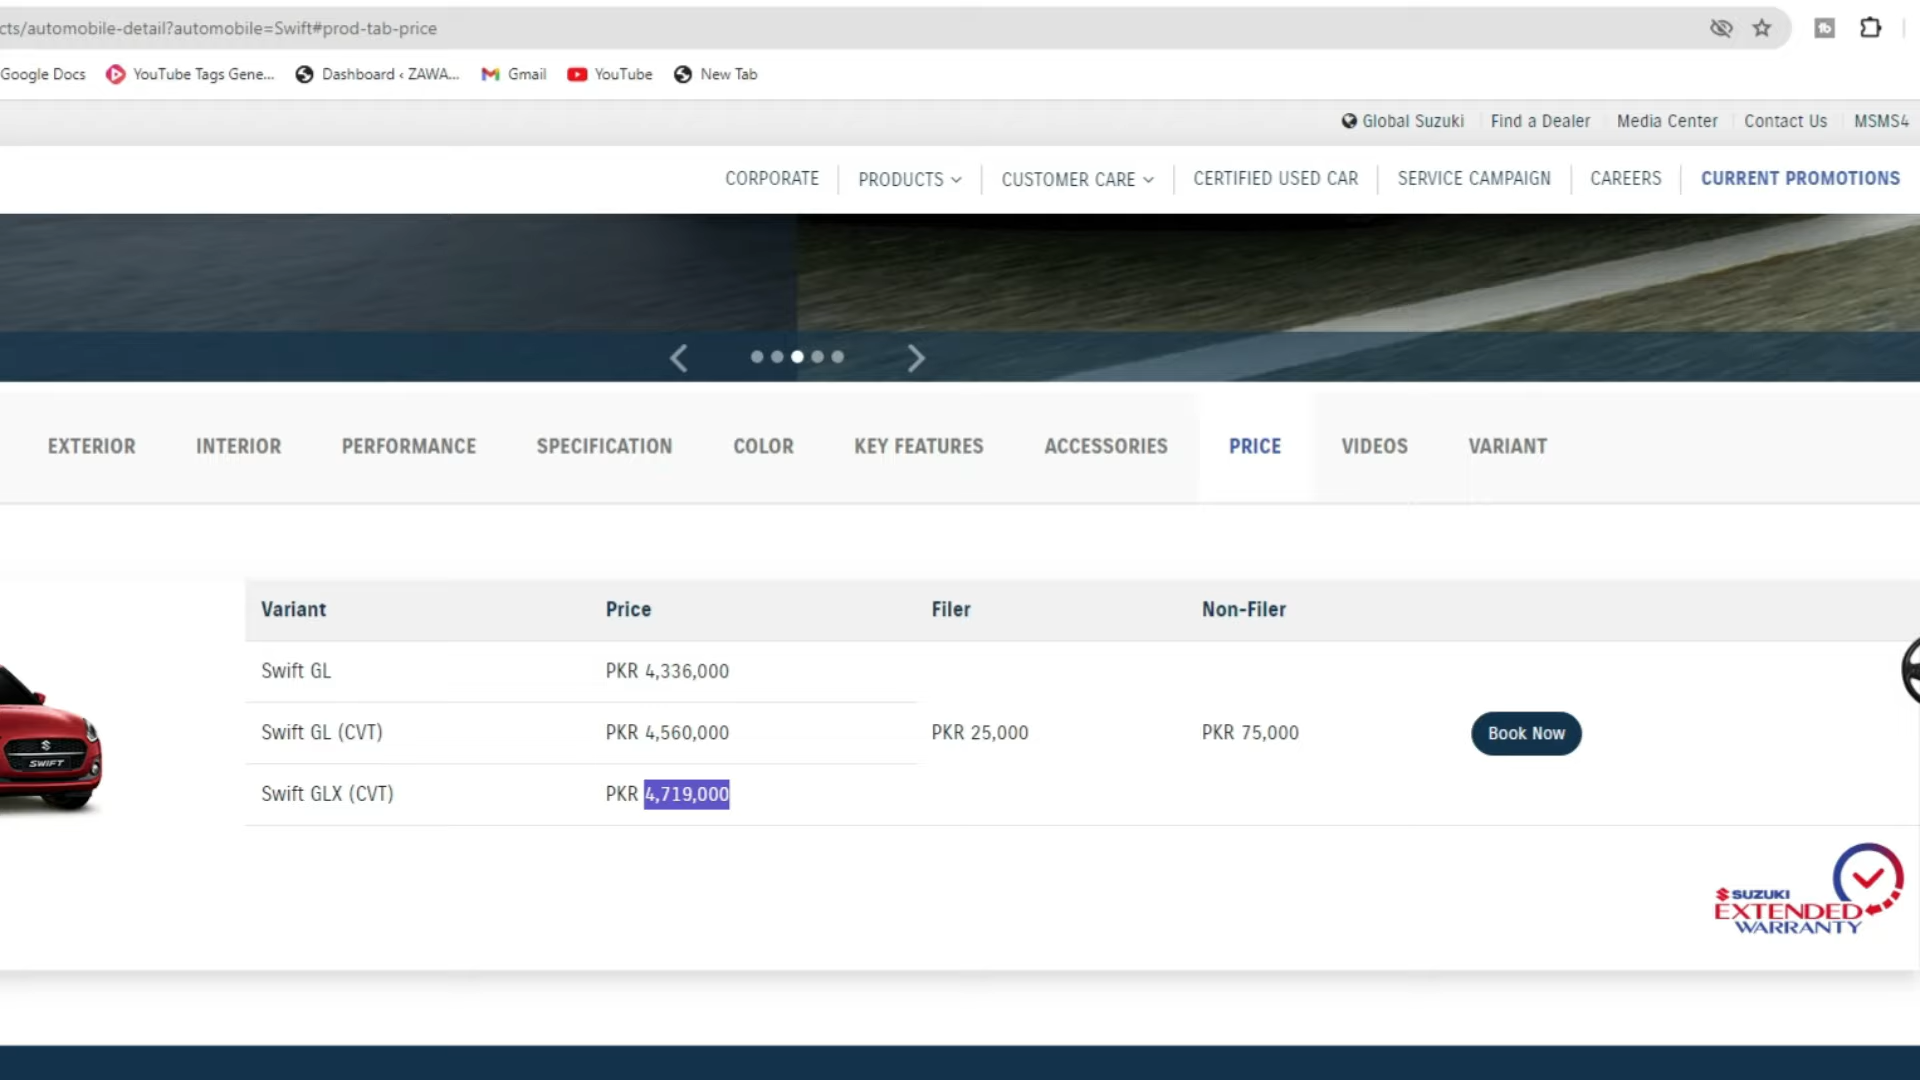 cts/automobile-detail?automobile=Swift#prod-tab-price
Google Docs YouTube Tags Gene... Dashboard ‹ ZAWA... Gmail YouTube New Tab
Global Suzuki Find a Dealer Media Center Contact Us MSMS4
CORPORATE PRODUCTS CUSTOMER CARE CERTIFIED USED CAR SERVICE CAMPAIGN CAREERS CURRENT PROMOTIONS
EXTERIOR INTERIOR PERFORMANCE SPECIFICATION COLOR KEY FEATURES ACCESSORIES PRICE VIDEOS VARIANT
Variant Price Filer Non-Filer
Swift GL PKR 4,336,000
Swift GL (CVT) PKR 4,560,000 PKR 25,000 PKR 75,000 Book Now
SWIFT
Swift GLX (CVT) PKR 4,719,000
SUZUKI
EXTENDED
WARRANTY